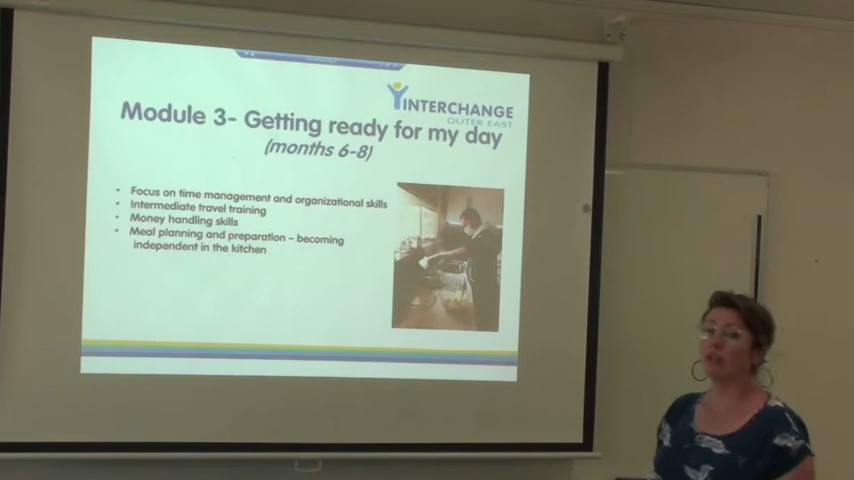 INTERCHANGE
OUTER EAST
Module 3- Getting ready for my day
(months 6-8)
• Focus on time management and organizational skills
• Intermediate travel training
• Money handling skills
• Meal planning and preparation – becoming
independent in the kitchen